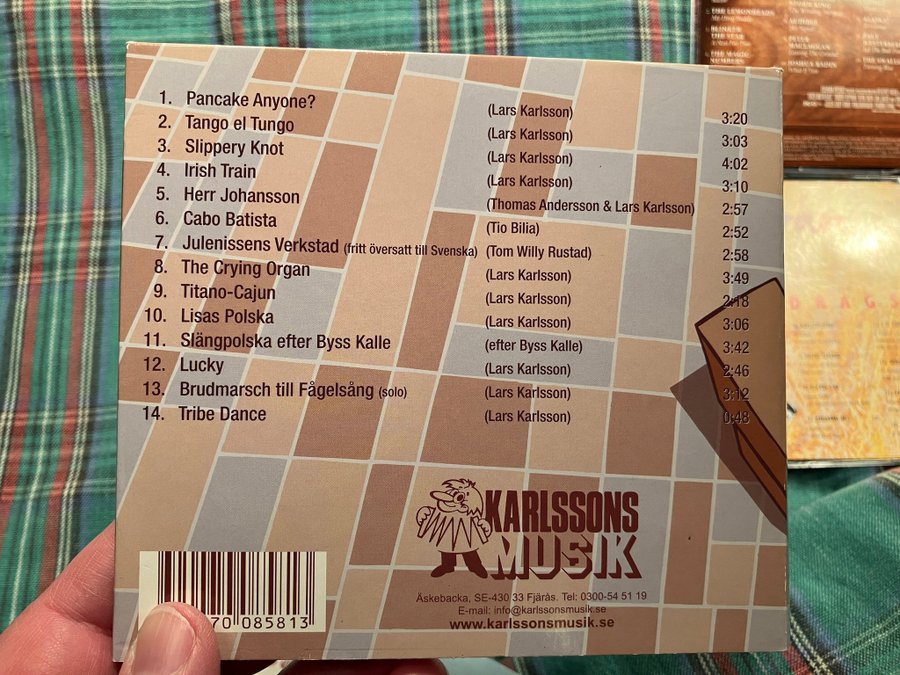 1. Pancake Anyone? (Lars Karlsson) 3:20
2. Tango el Tungo (Lars Karlsson) 3:03
3. Slippery Knot (Lars Karlsson) 4:02
4. Irish Train (Lars Karlsson) 3:10
5. Herr Johansson (Thomas Andersson & Lars Karlsson) 2:57
6. Cabo Batista (Tio Bilia) 2:52
7. Julenissens Verkstad (fritt översatt till Svenska) (Tom Willy Rustad) 2:58
8. The Crying Organ (Lars Karlsson) 3:49
9. Titano-Cajun (Lars Karlsson) 2:18
10. Lisas Polska (Lars Karlsson) 3:06
11. Slängpolska efter Byss Kalle (efter Byss Kalle) 3:42
12. Lucky (Lars Karlsson) 2:46
13. Brudmarsch till Fågelsång (solo) (Lars Karlsson) 3:12
14. Tribe Dance (Lars Karlsson) 0:48
KARLSSONS
MUSIK
Äskebacka, SE-430 33 Fjärås. Tel: 0300-54 51 19
E-mail: info@karlssonsmusik.se
www.karlssonsmusik.se
70 085813
THE LEMONHEADS